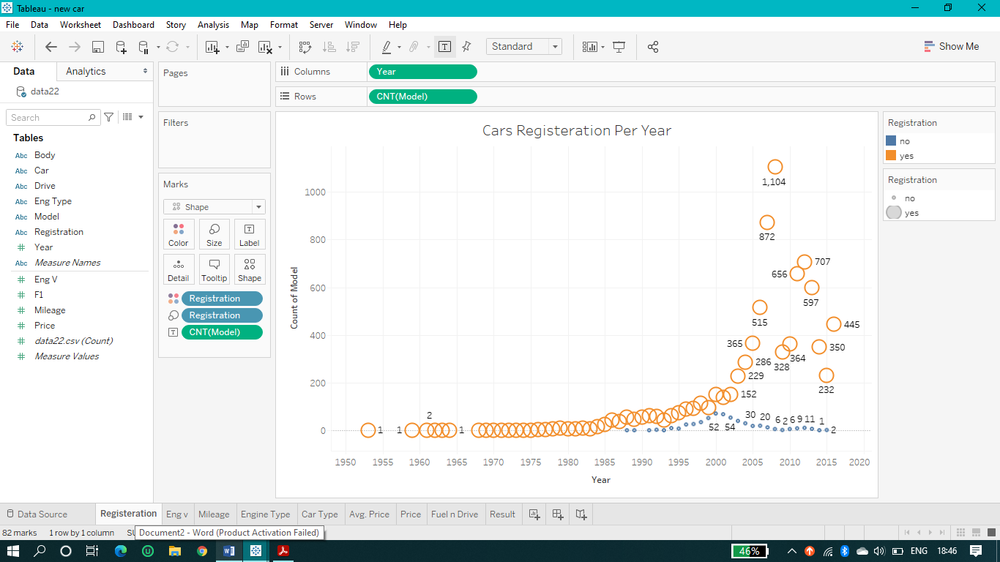 Tableau - new car
File Data Worksheet Dashboard Story Analysis Map Format Server Window Help
Standard
Show Me
Data Analytics
data22
Search
Tables
Abc Body
Abc Car
Abc Drive
Abc Eng Type
Abc Model
Abc Registration
# Year
Abc Measure Names
# Eng V
# F1
# Mileage
# Price
# data22.csv (Count)
# Measure Values
Pages
Filters
Marks
Shape
Color Size Label
Detail Tooltip Shape
Registration
Registration
T CNT(Model)
Columns Year
Rows CNT(Model)
Cars Registeration Per Year
1,104
1000
872
800
707
656
600
597
515
445
400
365
364
350
328
286
229
232
200
152
2
30 20 6 2 6 9 11 1
1 1 1
0
52 54 2
1950 1955 1960 1965 1970 1975 1980 1985 1990 1995 2000 2005 2010 2015 2020
Count of Model
Year
Registration
no
yes
Registration
no
yes
Data Source Registeration Eng v Mileage Engine Type Car Type Avg. Price Price Fuel n Drive Result
82 marks 1 row by 1 column
Document2 - Word (Product Activation Failed)
46% ENG 18:46